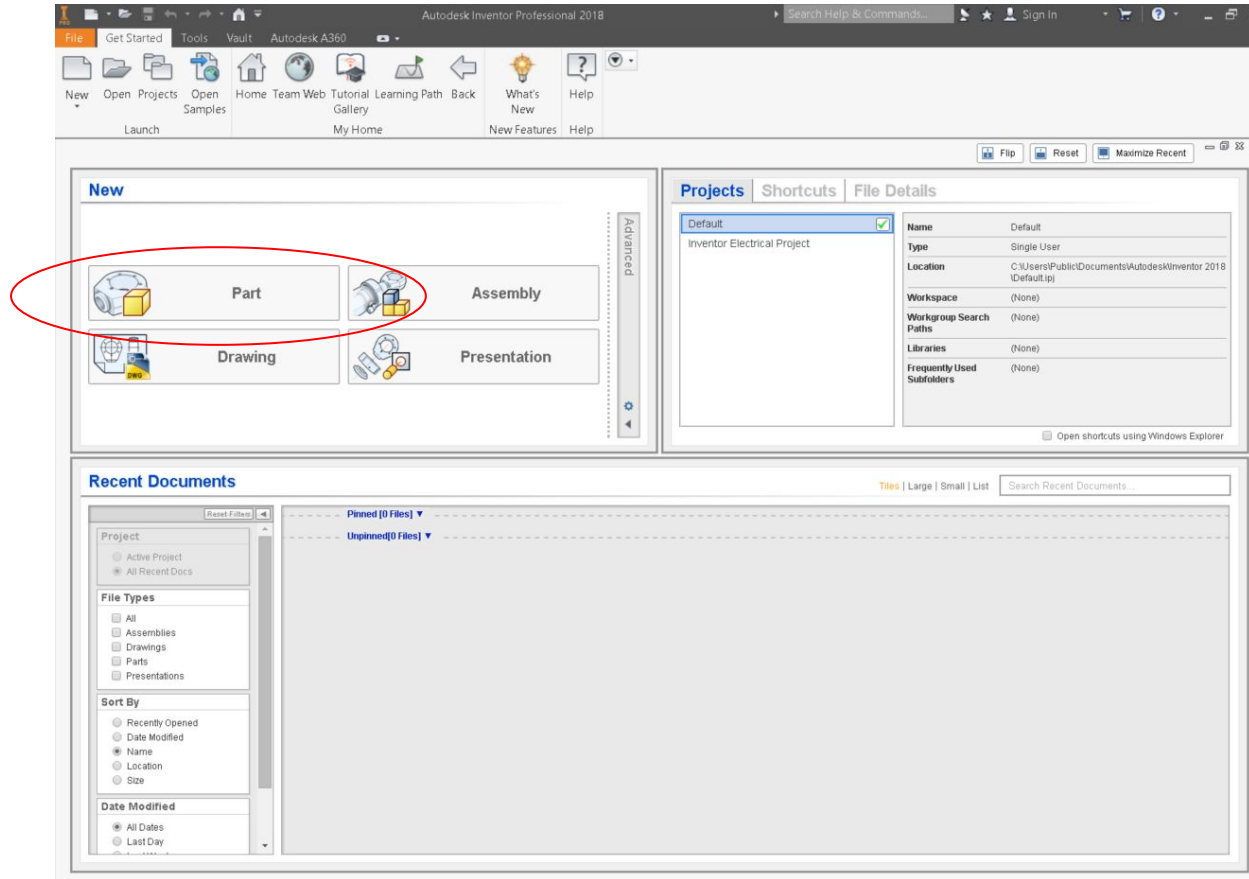 PRO
Autodesk Inventor Professional 2018
Search Help & Commands...
Sign In
File Get Started Tools Vault Autodesk A360
New Open Projects Open Samples Home Team Web Tutorial Gallery Learning Path Back What's New Help
Launch My Home New Features Help
Flip Reset Maximize Recent
New
Part
Assembly
Drawing
DWG
Presentation
Advanced
Projects Shortcuts File Details
Default
Inventor Electrical Project
Name Default
Type Single User
Location C:\Users\Public\Documents\Autodesk\Inventor 2018
\Default.ipj
Workspace (None)
Workgroup Search (None)
Paths
Libraries (None)
Frequently Used (None)
Subfolders
Open shortcuts using Windows Explorer
Recent Documents
Tiles | Large | Small | List
Search Recent Documents...
Reset Filters
Project
Active Project
All Recent Docs
File Types
All
Assemblies
Drawings
Parts
Presentations
Sort By
Recently Opened
Date Modified
Name
Location
Size
Date Modified
All Dates
Last Day
Pinned [0 Files]
Unpinned[0 Files]